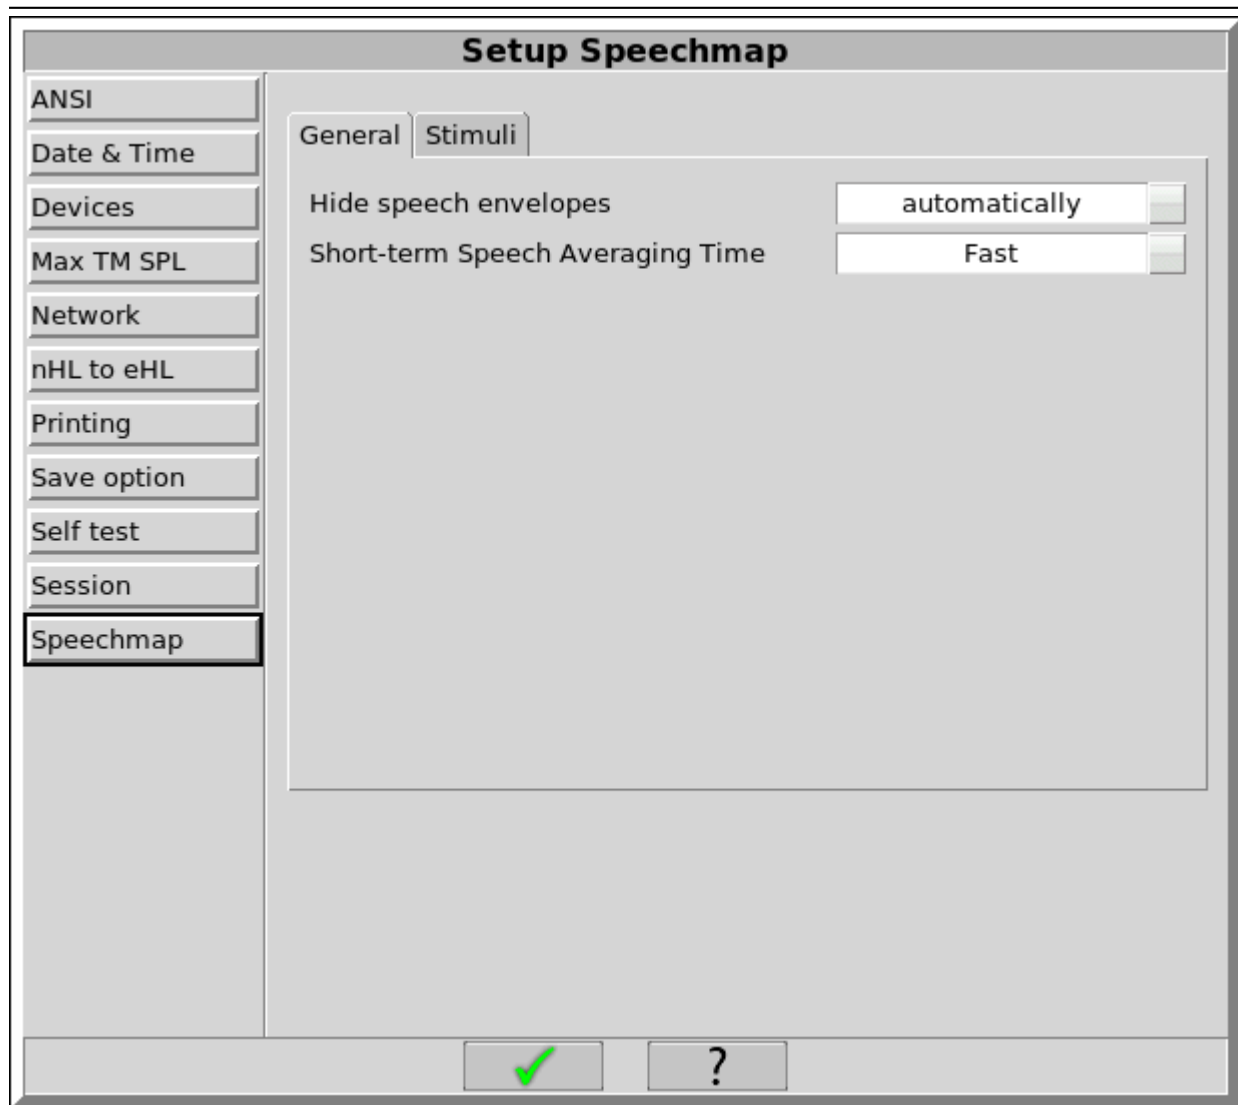 Setup Speechmap
ANSI
Date & Time
Devices
Max TM SPL
Network
nHL to eHL
Printing
Save option
Self test
Session
Speechmap
General Stimuli
Hide speech envelopes automatically
Short-term Speech Averaging Time Fast
?